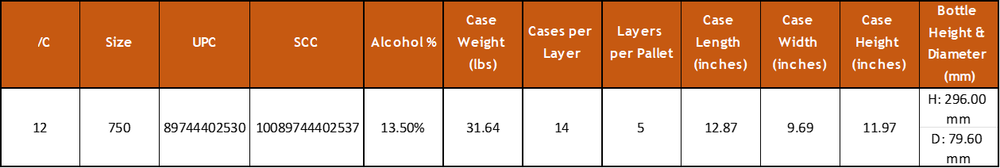 /C
Size
UPC
SCC
Alcohol %
Case
Weight
(lbs)
Cases per
Layer
Layers
per Pallet
Case
Length
(inches)
Case
Width
(inches)
Case
Height
(inches)
Bottle
Height &
Diameter
(mm)
12
750
89744402530
10089744402537
13.50%
31.64
14
5
12.87
9.69
11.97
H: 296.00
mm
D: 79.60
mm